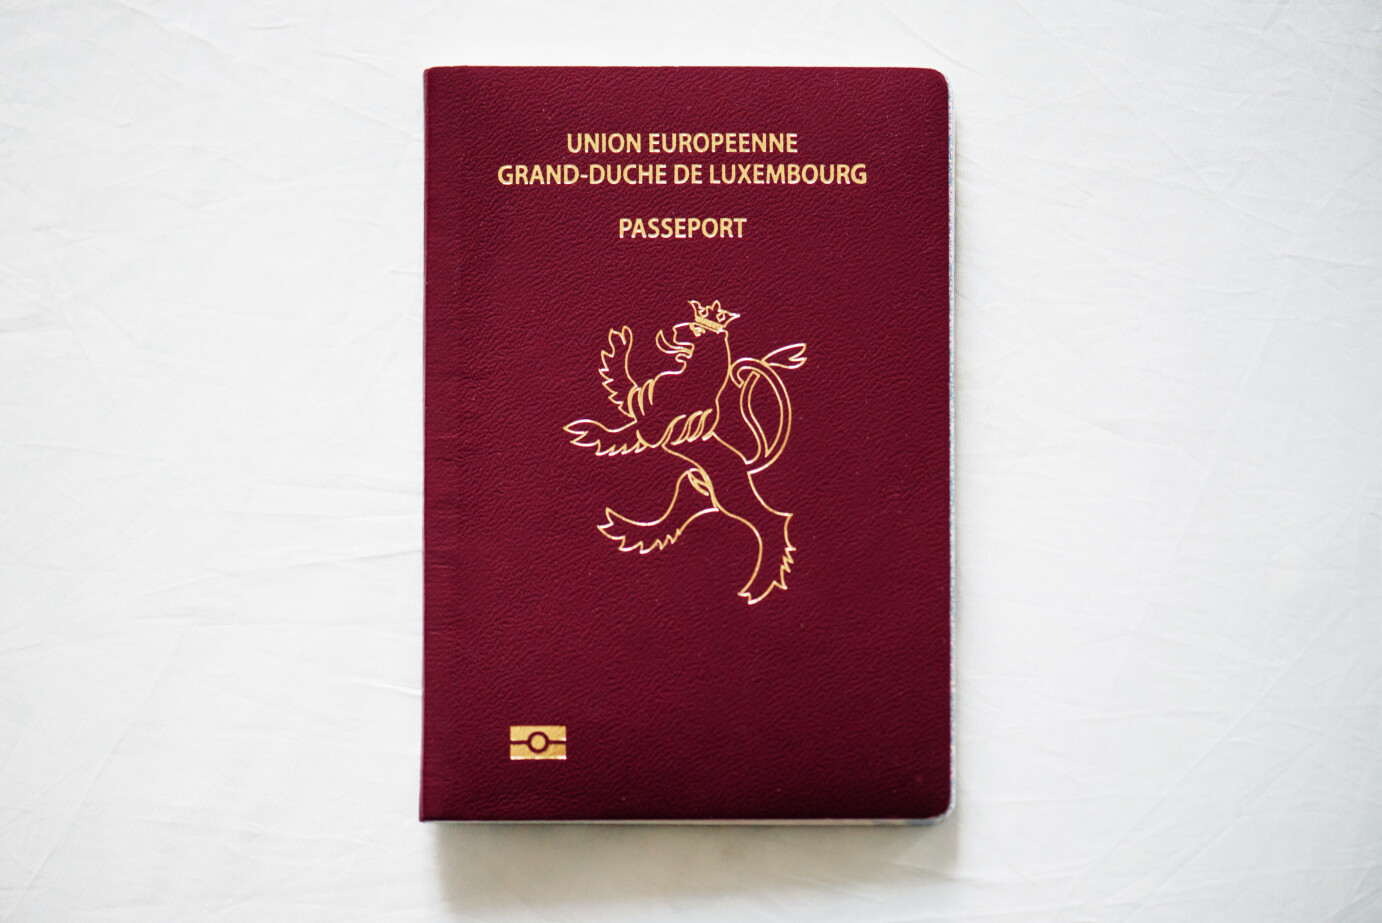 UNION EUROPEENNE
GRAND-DUCHE DE LUXEMBOURG
PASSEPORT